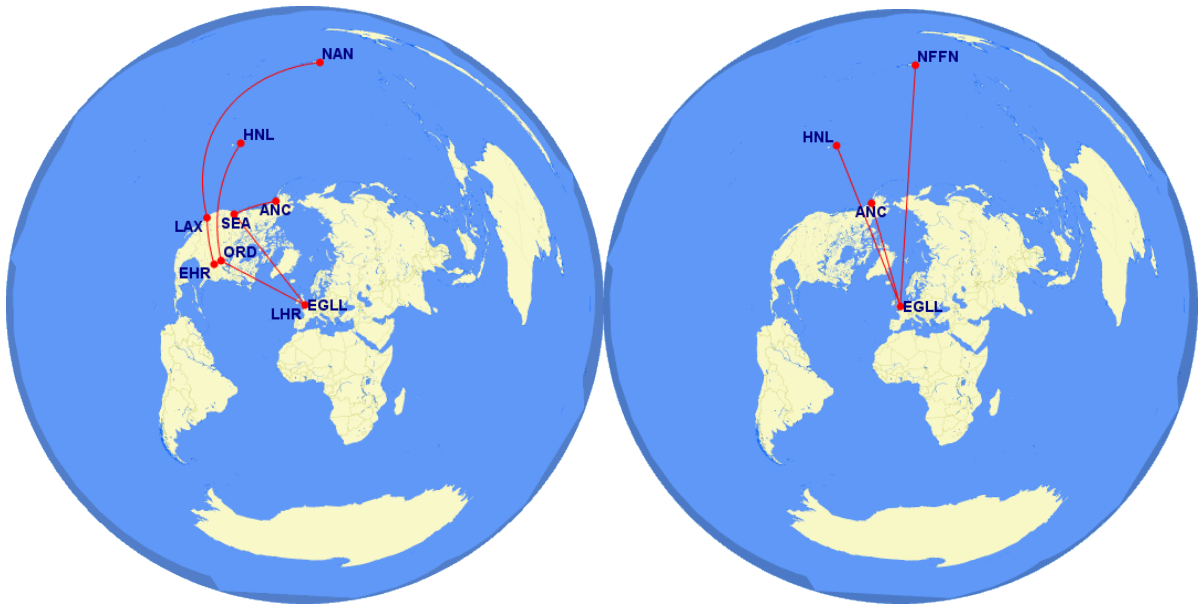 NAN
HNL
ANC
SEA
LAX
ORD
EHR
LHR
EGLL
NFFN
HNL
ANC
EGLL